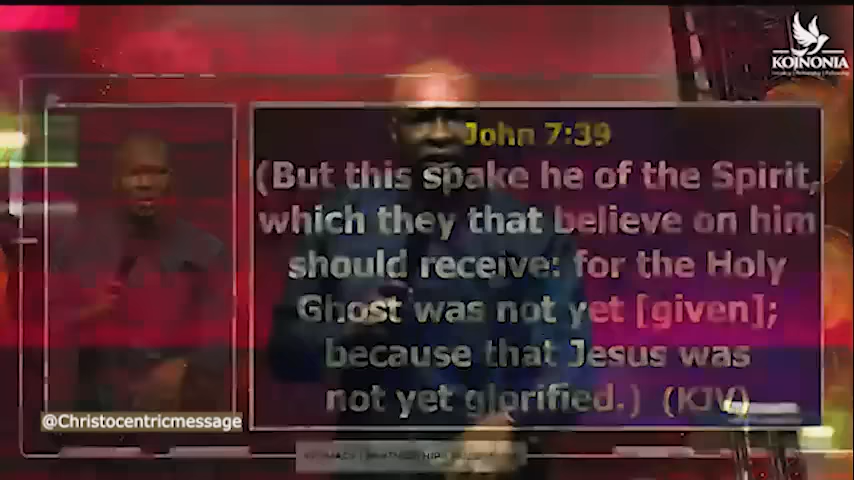 KOINONIA
John 7:39
(But this spake he of the Spirit,
which they that believe on him
should receive: for the Holy
Ghost was not yet [given];
because that Jesus was
not yet glorified.) (KJV)
@Christocentricmessage